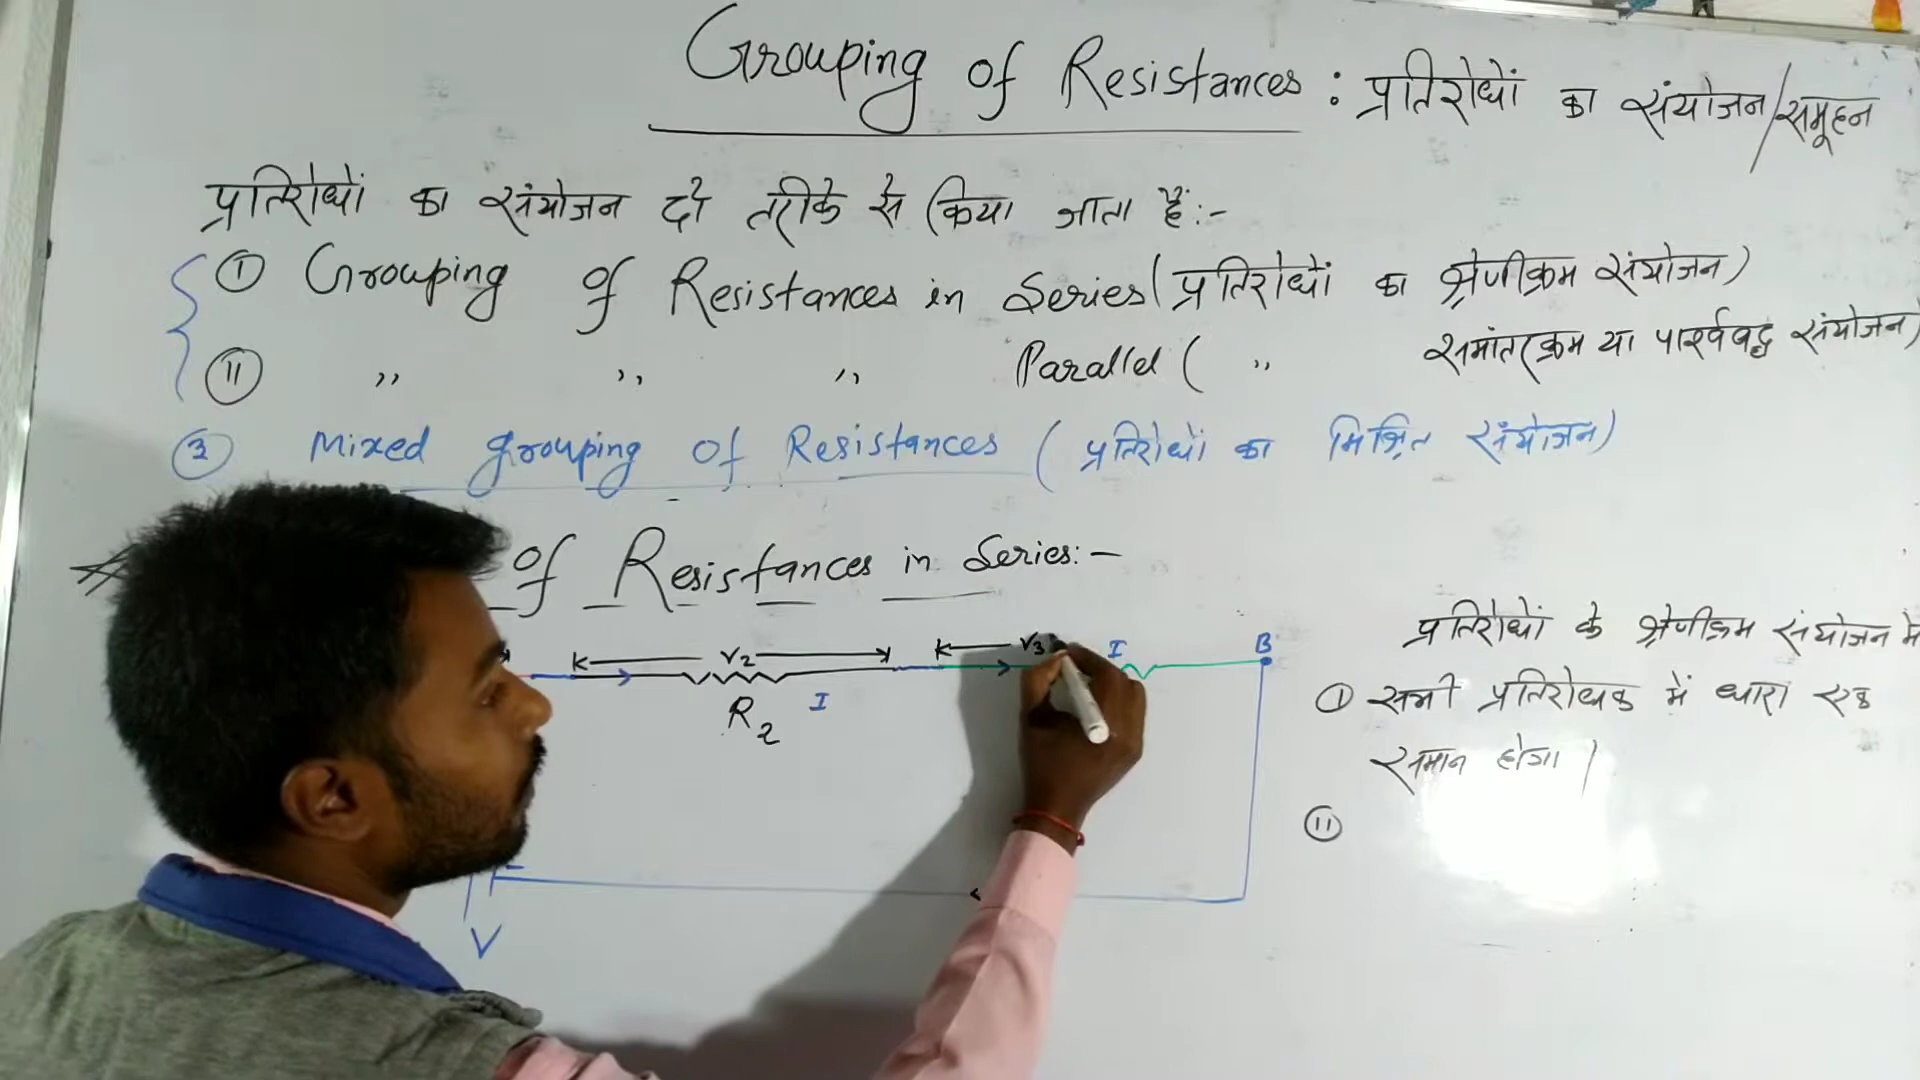 Grouping of Resistances : प्रतिरोधों का संयोजन/समूहन
प्रतिरोधों का संयोजन दो तरीके से किया जाता है:-
① Grouping of Resistances in Series (प्रतिरोधों का श्रेणीक्रम संयोजन)
② ,, ,, ,, Parallel ( ,, समांतरक्रम या पार्श्वबद्ध संयोजन)
③ Mixed grouping of Resistances (प्रतिरोधों का मिश्रित संयोजन)
of Resistances in Series:-
V2 V3 I B
R2 I
V
प्रतिरोधों के श्रेणीक्रम संयोजन में
① सभी प्रतिरोधक में धारा एक
समान होगा।
⑪